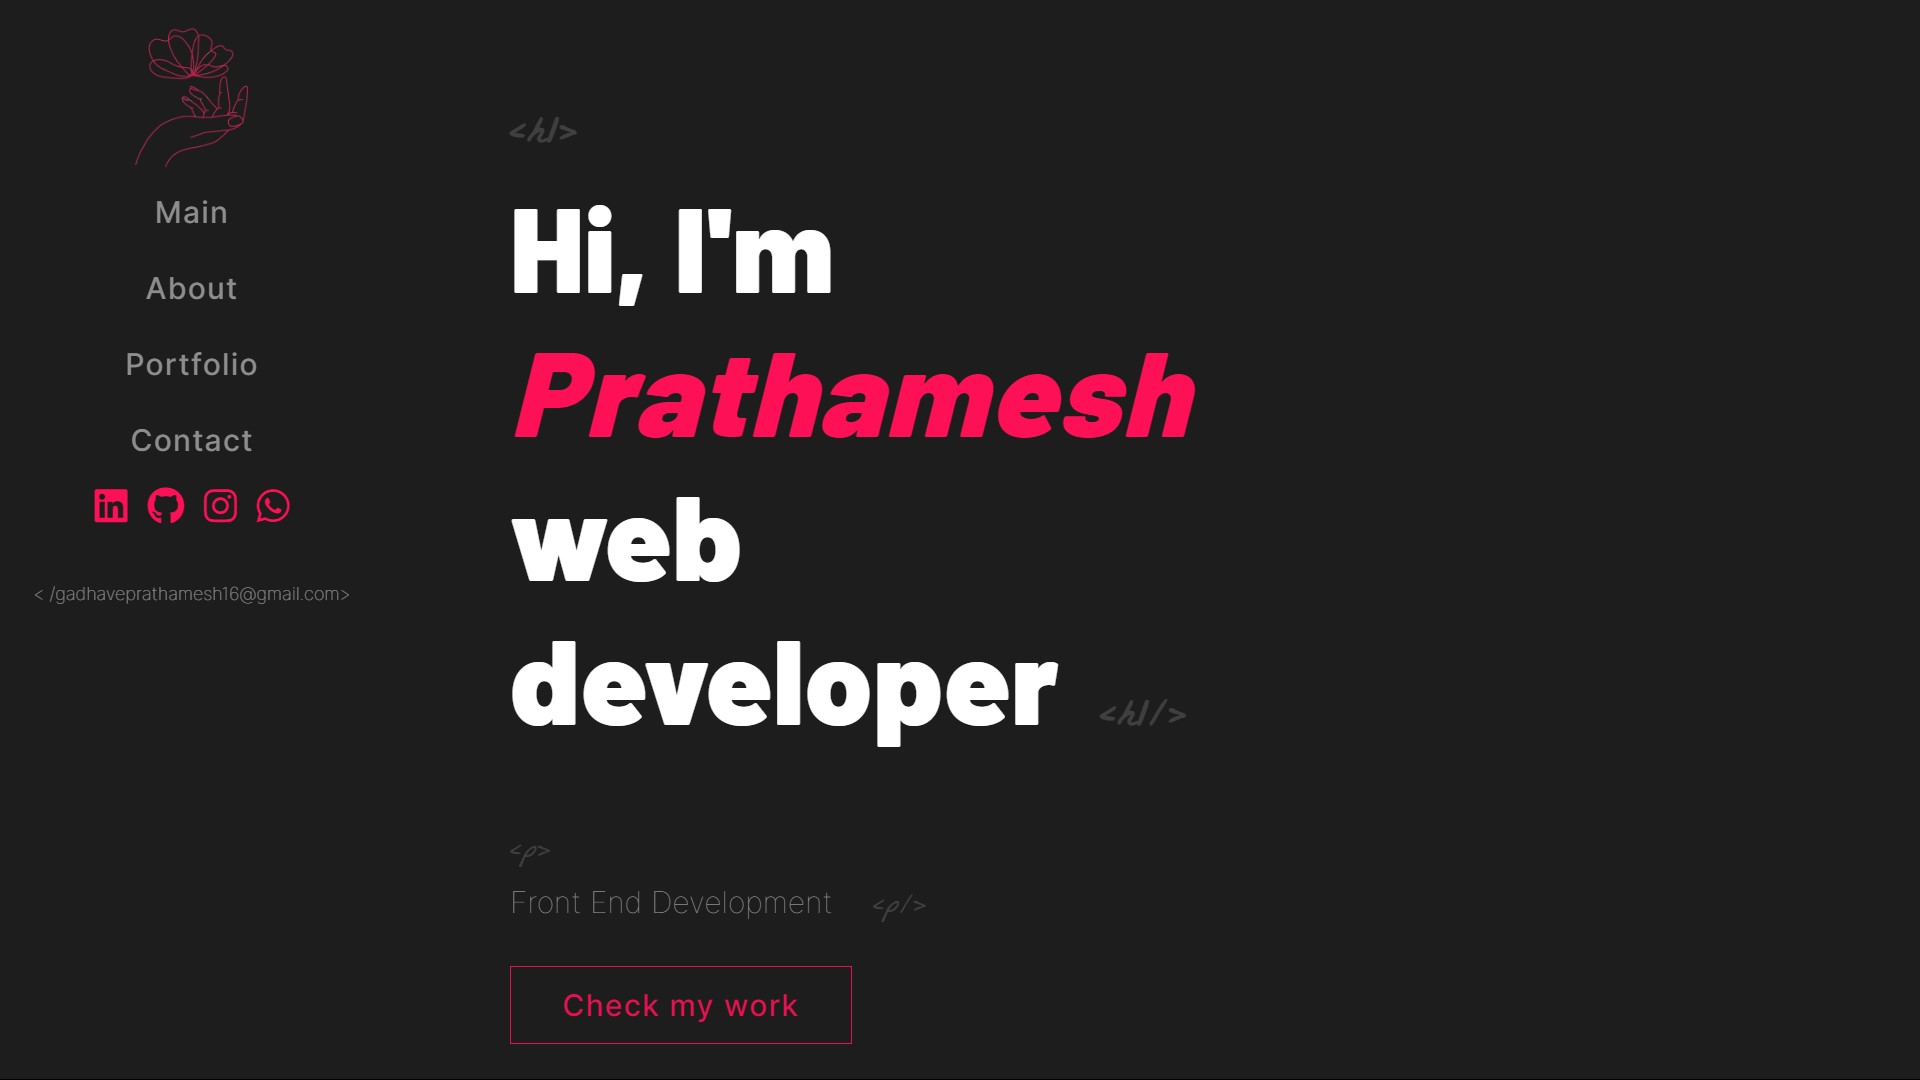 Main
About
Portfolio
Contact
< /gadhaveprathamesh16@gmail.com>
<h1>
Hi, I'm
Prathamesh
web
developer <h1/>
<p>
Front End Development <p/>
Check my work